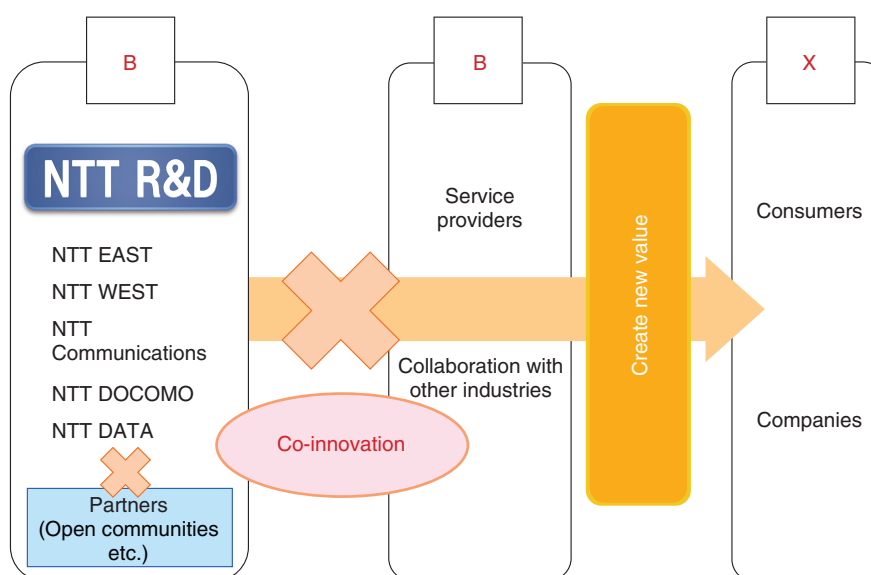 B
NTT R&D
NTT EAST
NTT WEST
NTT
Communications
NTT DOCOMO
NTT DATA
Partners
(Open communities
etc.)
Co-innovation
B
Service
providers
Collaboration with
other industries
Create new value
X
Consumers
Companies